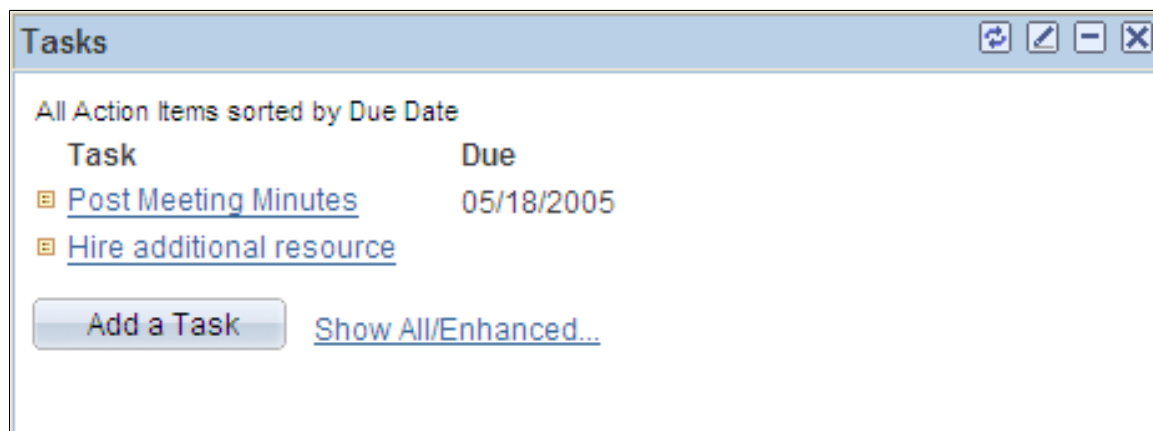 Tasks
All Action Items sorted by Due Date
Task Due
Post Meeting Minutes 05/18/2005
Hire additional resource
Add a Task Show All/Enhanced...